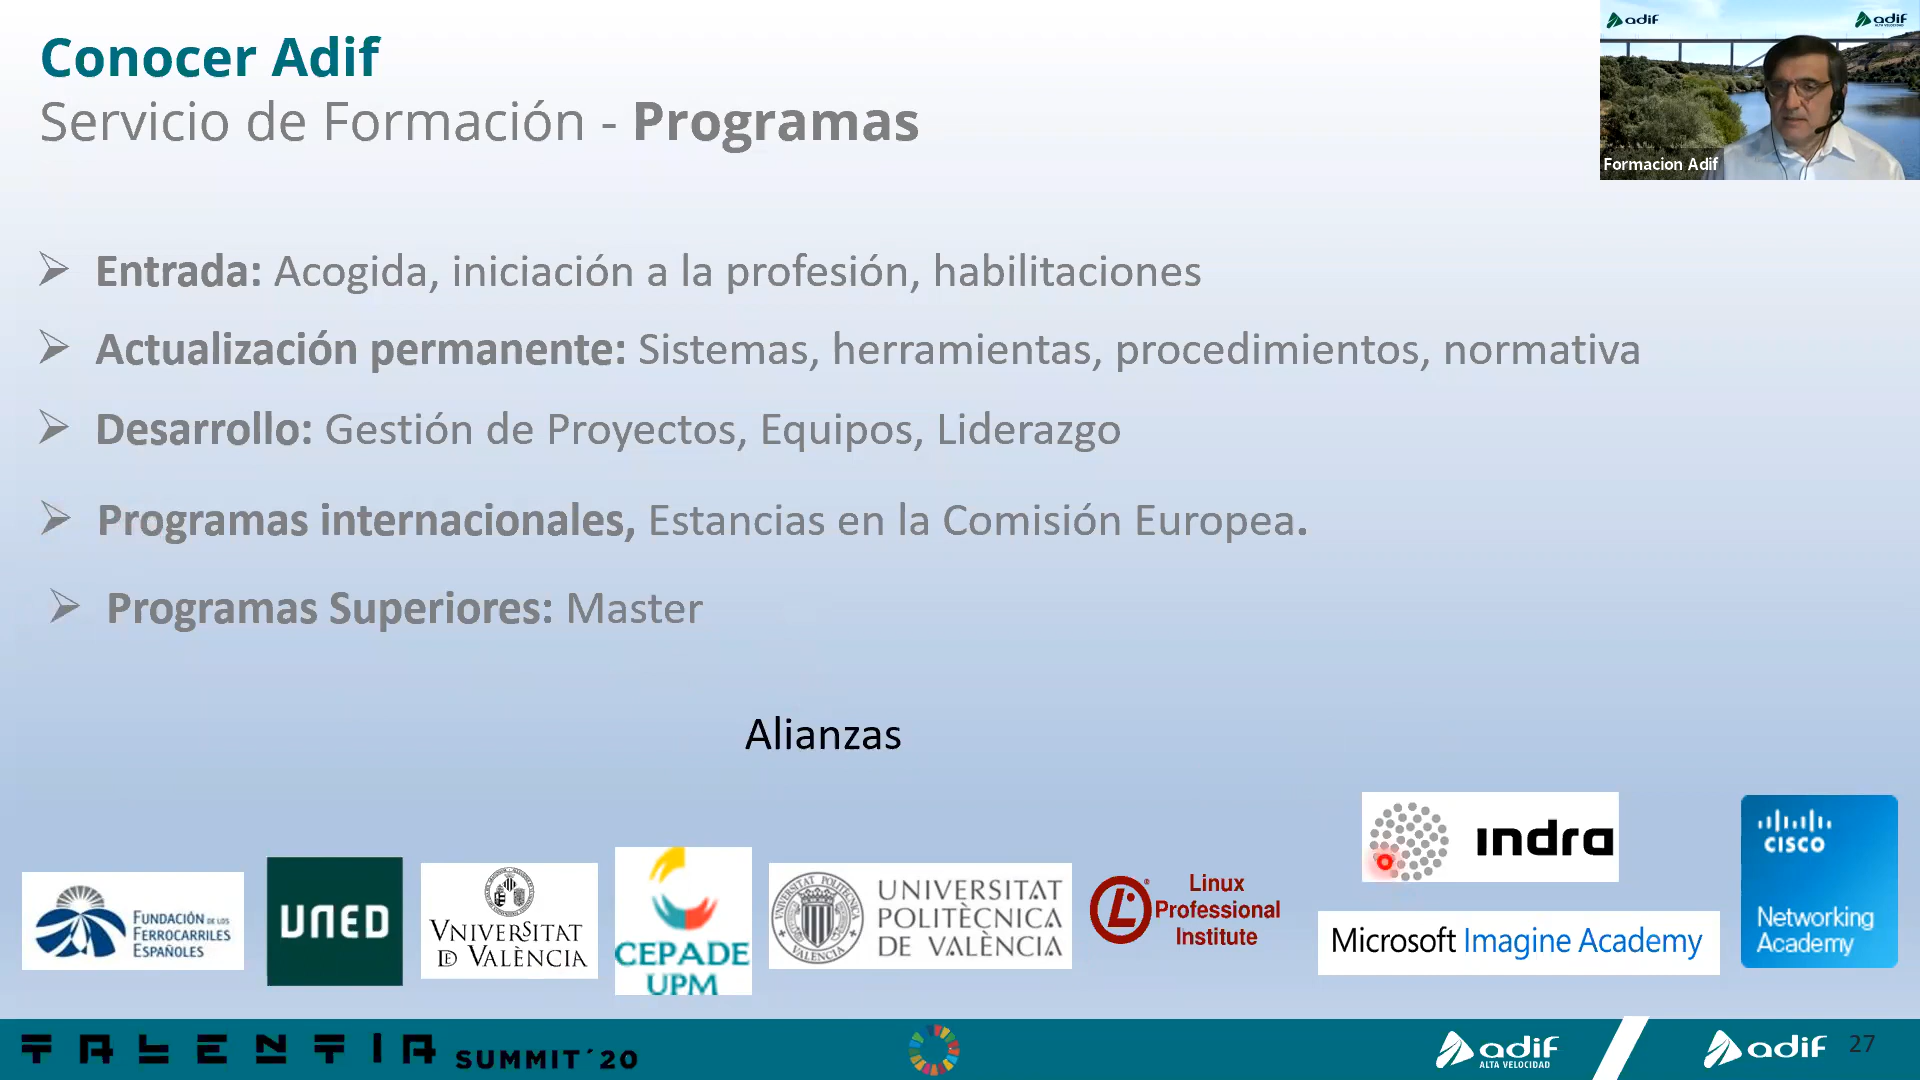 Conocer Adif
Servicio de Formación - Programas
adif
adif
ALTA VELOCIDAD
Formacion Adif
Entrada: Acogida, iniciación a la profesión, habilitaciones
Actualización permanente: Sistemas, herramientas, procedimientos, normativa
Desarrollo: Gestión de Proyectos, Equipos, Liderazgo
Programas internacionales, Estancias en la Comisión Europea.
Programas Superiores: Master
Alianzas
FUNDACIÓN DE LOS
FERROCARRILES
ESPAÑOLES
UNED
VNIVERSITAT
DE VALÈNCIA
CEPADE
UPM
UNIVERSITAT
POLITÈCNICA
DE VALÈNCIA
Linux
Professional
Institute
indra
Microsoft Imagine Academy
CISCO
Networking
Academy
TALENTIA SUMMIT´20
adif
ALTA VELOCIDAD
adif
27